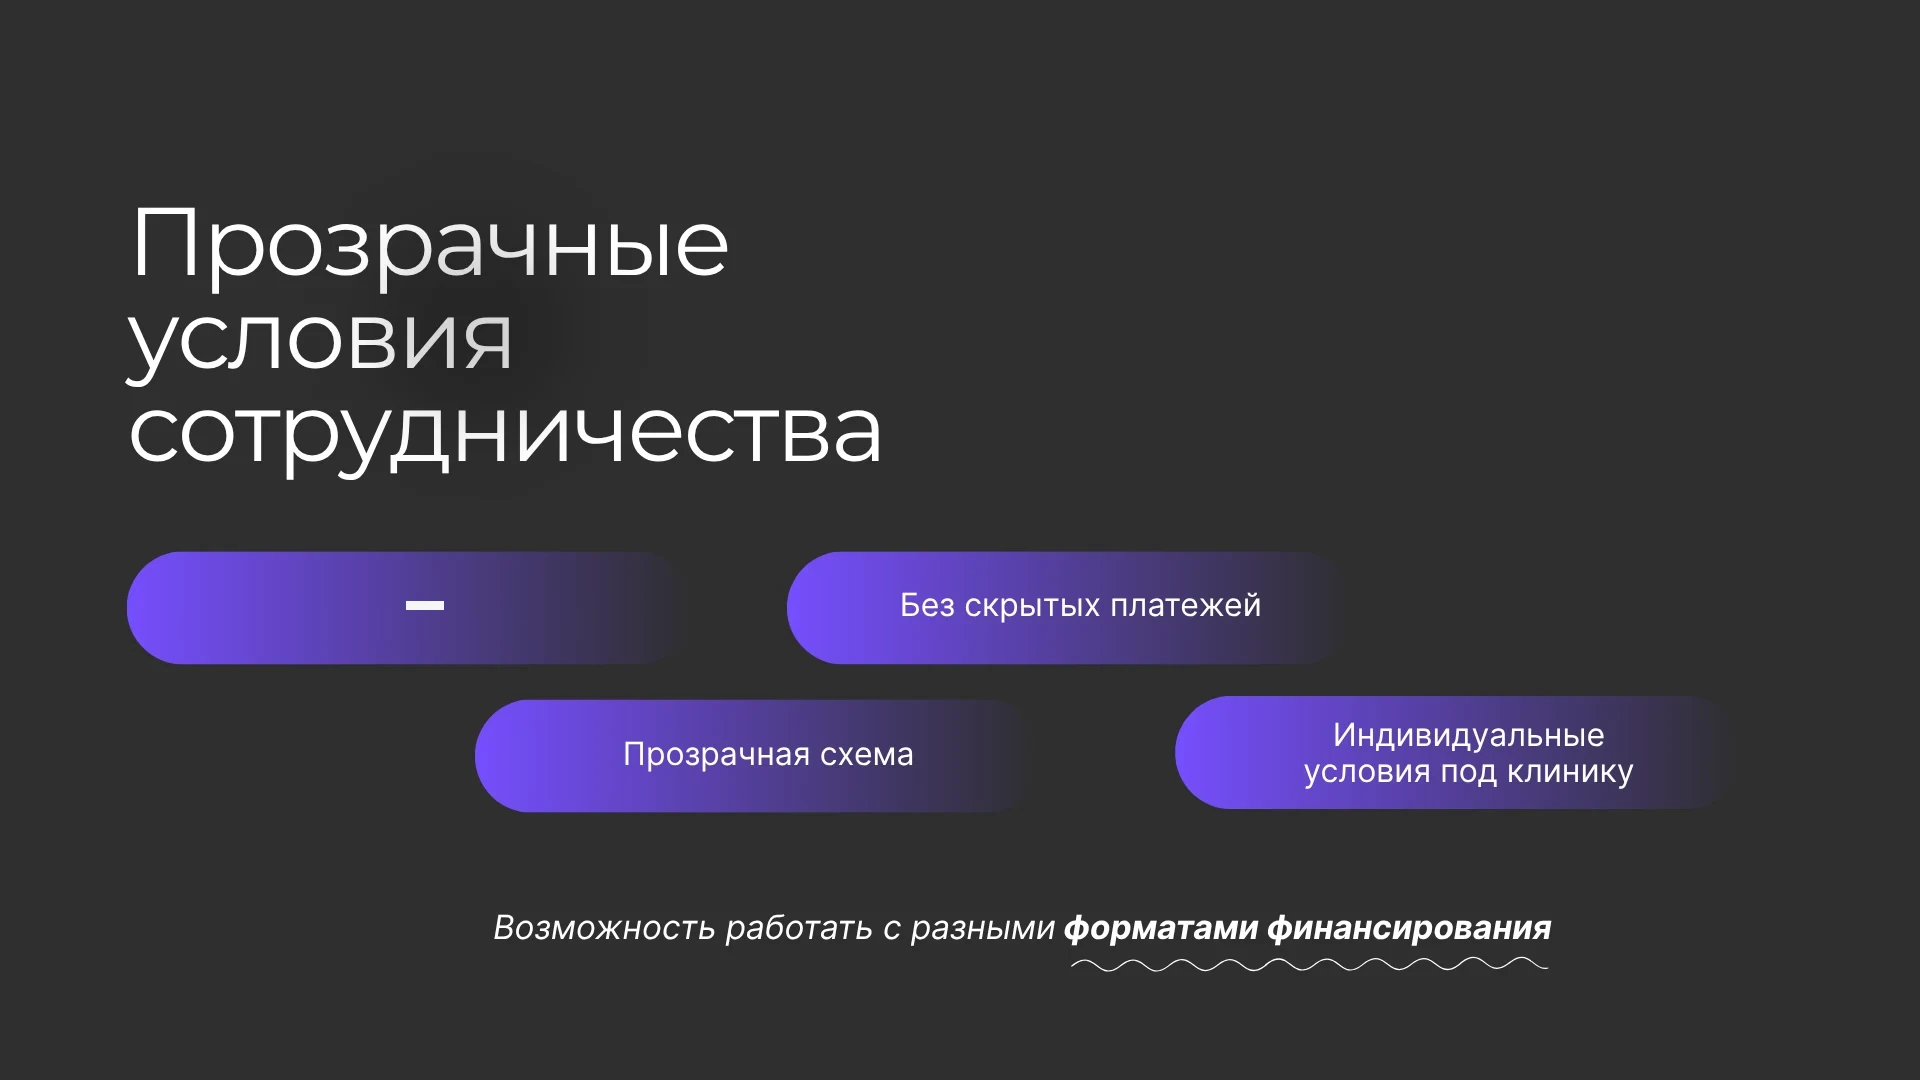 Прозрачные
условия
сотрудничества
–
Без скрытых платежей
Прозрачная схема
Индивидуальные
условия под клинику
Возможность работать с разными форматами финансирования